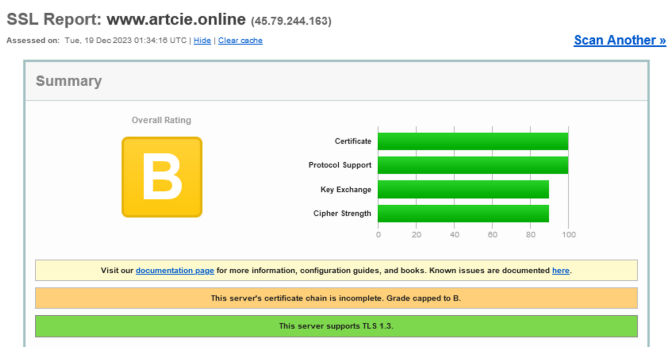 SSL Report: www.artcie.online (45.79.244.163)
Assessed on: Tue, 19 Dec 2023 01:34:16 UTC | Hide | Clear cache
Scan Another »
Summary
Overall Rating
B
Certificate
Protocol Support
Key Exchange
Cipher Strength
0 20 40 60 80 100
Visit our documentation page for more information, configuration guides, and books. Known issues are documented here.
This server's certificate chain is incomplete. Grade capped to B.
This server supports TLS 1.3.